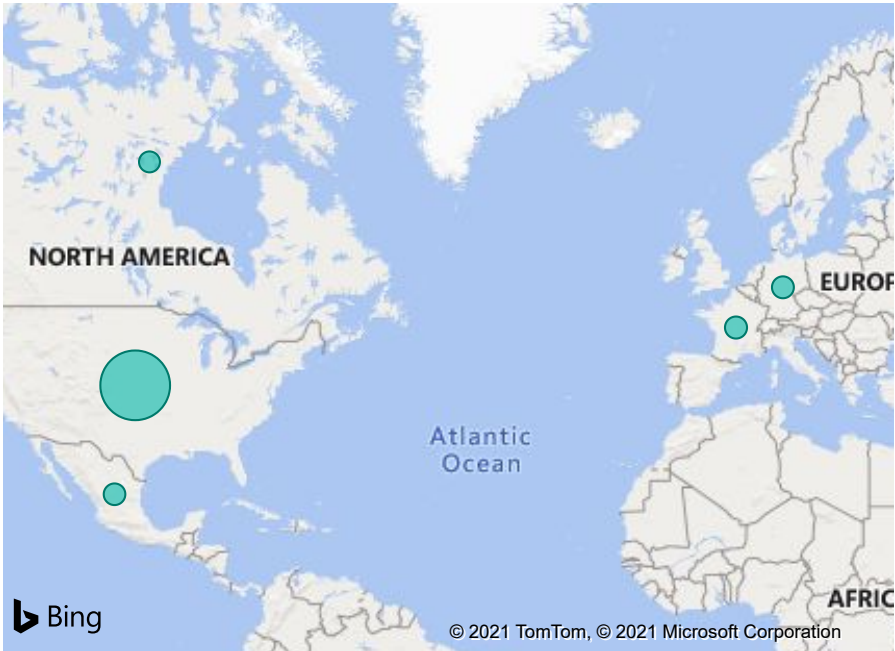 NORTH AMERICA
EUROP
Atlantic
Ocean
AFRIC
Bing
© 2021 TomTom, © 2021 Microsoft Corporation